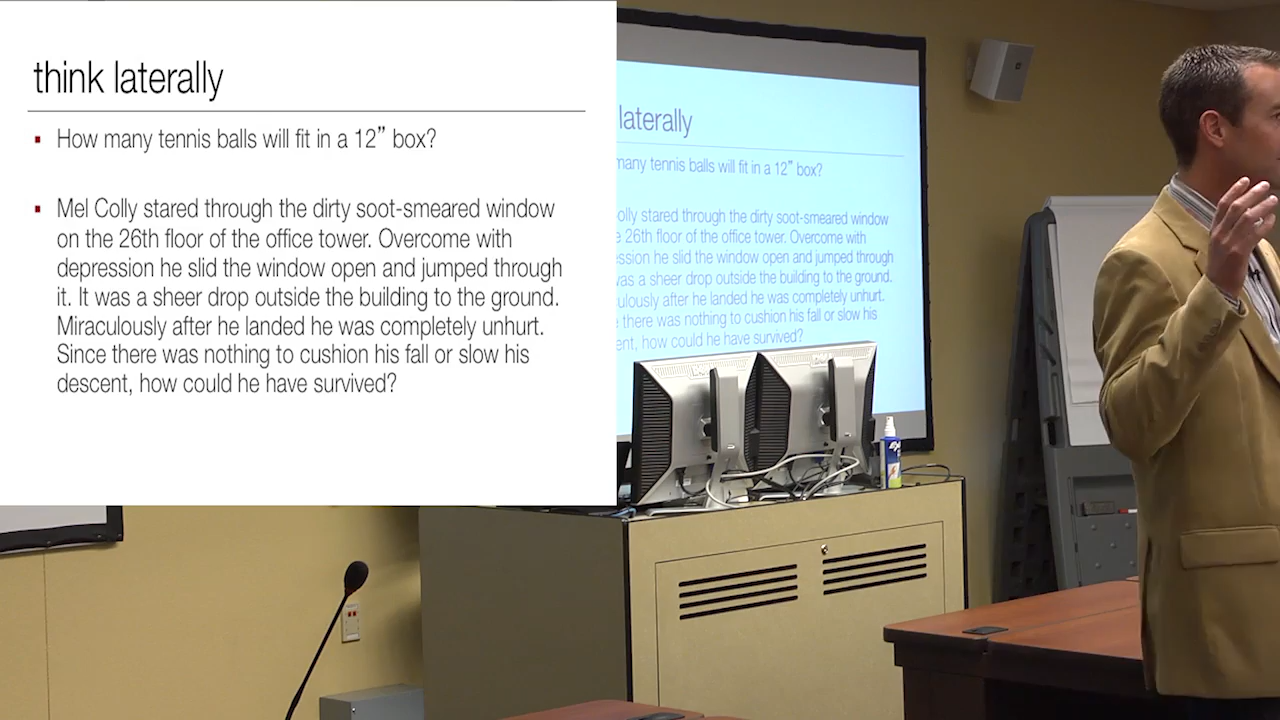 think laterally
▪ How many tennis balls will fit in a 12” box?
▪ Mel Colly stared through the dirty soot-smeared window
on the 26th floor of the office tower. Overcome with
depression he slid the window open and jumped through
it. It was a sheer drop outside the building to the ground.
Miraculously after he landed he was completely unhurt.
Since there was nothing to cushion his fall or slow his
descent, how could he have survived?
laterally
many tennis balls will fit in a 12” box?
olly stared through the dirty soot-smeared window
e 26th floor of the office tower. Overcome with
ession he slid the window open and jumped through
was a sheer drop outside the building to the ground.
culously after he landed he was completely unhurt.
e there was nothing to cushion his fall or slow his
ent, how could he have survived?